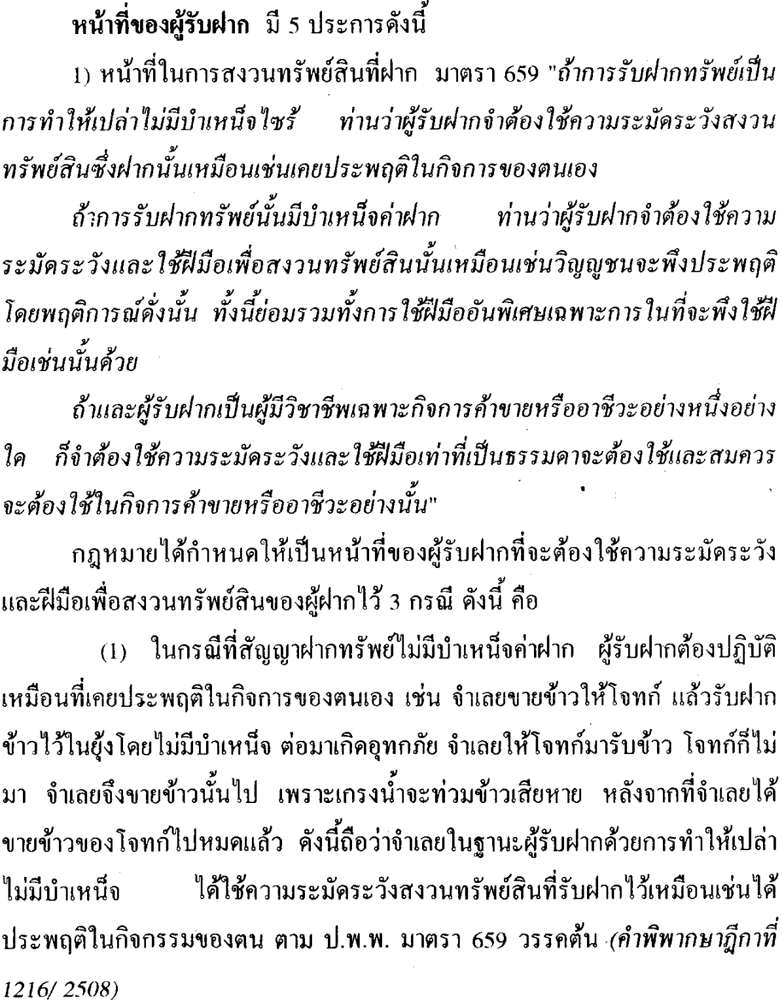 หน้าที่ของผู้รับฝาก มี 5 ประการดังนี้
1) หน้าที่ในการสงวนทรัพย์สินที่ฝาก มาตรา 659 "ถ้าการรับฝากทรัพย์เป็น
การทำให้เปล่าไม่มีบำเหน็จไซร้ ท่านว่าผู้รับฝากจำต้องใช้ความระมัดระวังสงวน
ทรัพย์สินซึ่งฝากนั้นเหมือนเช่นเคยประพฤติในกิจการของตนเอง
ถ้าการรับฝากทรัพย์นั้นมีบำเหน็จค่าฝาก ท่านว่าผู้รับฝากจำต้องใช้ความ
ระมัดระวังและใช้ฝีมือเพื่อสงวนทรัพย์สินนั้นเหมือนเช่นวิญญูชนจะพึงประพฤติ
โดยพฤติการณ์ดั่งนั้น ทั้งนี้ย่อมรวมทั้งการใช้ฝีมืออันพิเศษเฉพาะการในที่จะพึงใช้ฝี
มือเช่นนั้นด้วย
ถ้าและผู้รับฝากเป็นผู้มีวิชาชีพเฉพาะกิจการค้าขายหรืออาชีวะอย่างหนึ่งอย่าง
ใด ก็จำต้องใช้ความระมัดระวังและใช้ฝีมือเท่าที่เป็นธรรมดาจะต้องใช้และสมควร
จะต้องใช้ในกิจการค้าขายหรืออาชีวะอย่างนั้น"
กฎหมายได้กำหนดให้เป็นหน้าที่ของผู้รับฝากที่จะต้องใช้ความระมัดระวัง
และฝีมือเพื่อสงวนทรัพย์สินของผู้ฝากไว้ 3 กรณี ดังนี้ คือ
(1) ในกรณีที่สัญญาฝากทรัพย์ไม่มีบำเหน็จค่าฝาก ผู้รับฝากต้องปฏิบัติ
เหมือนที่เคยประพฤติในกิจการของตนเอง เช่น จำเลยขายข้าวให้โจทก์ แล้วรับฝาก
ข้าวไว้ในยุ้งโดยไม่มีบำเหน็จ ต่อมาเกิดอุทกภัย จำเลยให้โจทก์มารับข้าว โจทก์ก็ไม่
มา จำเลยจึงขายข้าวนั้นไป เพราะเกรงน้ำจะท่วมข้าวเสียหาย หลังจากที่จำเลยได้
ขายข้าวของโจทก์ไปหมดแล้ว ดังนี้ถือว่าจำเลยในฐานะผู้รับฝากด้วยการทำให้เปล่า
ไม่มีบำเหน็จ ได้ใช้ความระมัดระวังสงวนทรัพย์สินที่รับฝากไว้เหมือนเช่นได้
ประพฤติในกิจกรรมของตน ตาม ป.พ.พ. มาตรา 659 วรรคต้น (คำพิพากษาฎีกาที่
1216/ 2508)